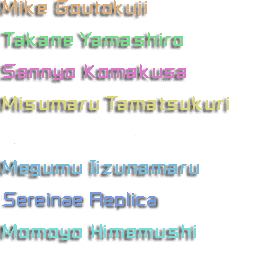 Mike Goutokuji
Takane Yamashiro
Sannyo Komakusa
Misumaru Tamatsukuri
Megumu Iizunamaru
Sereinae Replica
Momoyo Himemushi